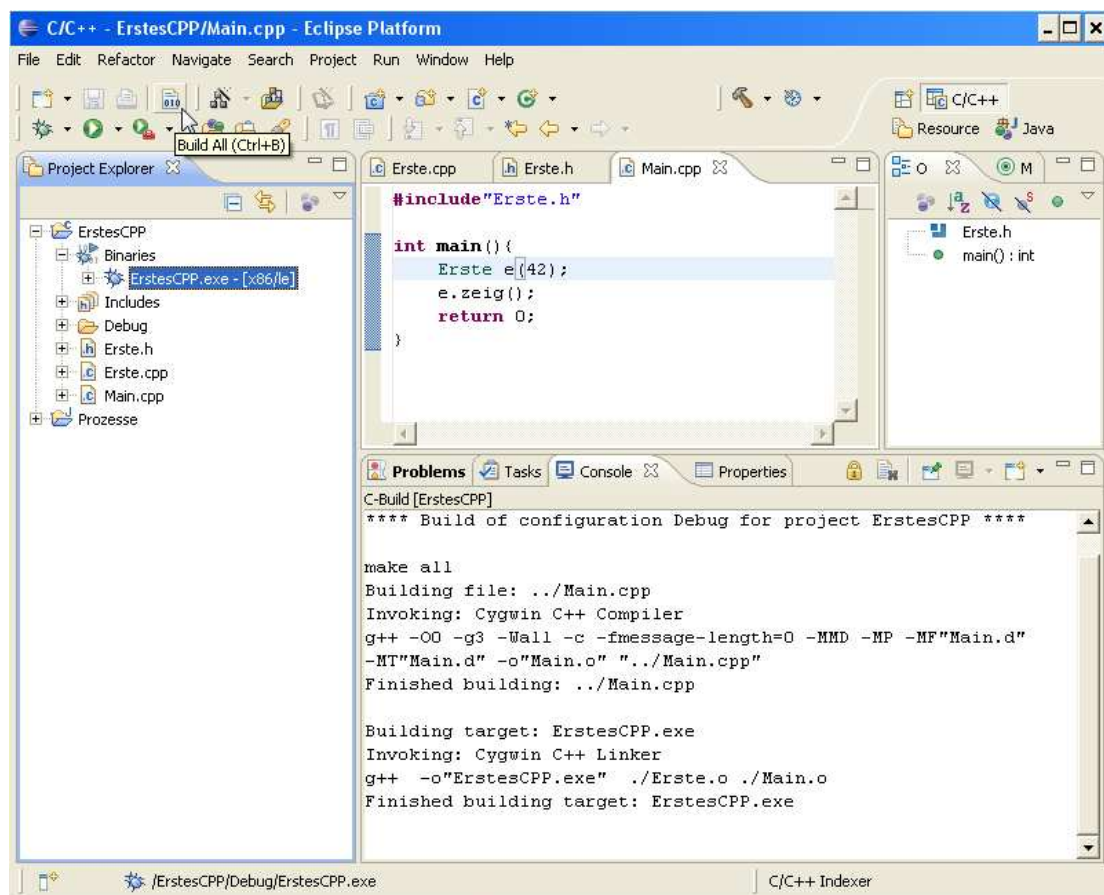 C/C++ - ErstesCPP/Main.cpp - Eclipse Platform
File Edit Refactor Navigate Search Project Run Window Help
C/C++
Resource Java
Build All (Ctrl+B)
Project Explorer
ErstesCPP
Binaries
ErstesCPP.exe - [x86/le]
Includes
Debug
Erste.h
Erste.cpp
Main.cpp
Prozesse
Erste.cpp Erste.h Main.cpp
#include"Erste.h"
int main(){
Erste e(42);
e.zeig();
return 0;
}
O M
Erste.h
main() : int
Problems Tasks Console Properties
C-Build [ErstesCPP]
**** Build of configuration Debug for project ErstesCPP ****
make all
Building file: ../Main.cpp
Invoking: Cygwin C++ Compiler
g++ -O0 -g3 -Wall -c -fmessage-length=0 -MMD -MP -MF"Main.d"
-MT"Main.d" -o"Main.o" "../Main.cpp"
Finished building: ../Main.cpp
Building target: ErstesCPP.exe
Invoking: Cygwin C++ Linker
g++ -o"ErstesCPP.exe" ./Erste.o ./Main.o
Finished building target: ErstesCPP.exe
/ErstesCPP/Debug/ErstesCPP.exe
C/C++ Indexer